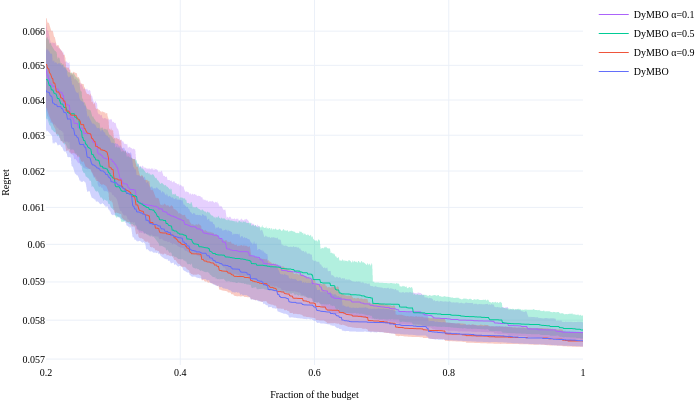 DyMBO α=0.1
DyMBO α=0.5
DyMBO α=0.9
DyMBO
0.066
0.065
0.064
0.063
0.062
0.061
0.06
0.059
0.058
0.057
Regret
0.2
0.4
0.6
0.8
1
Fraction of the budget